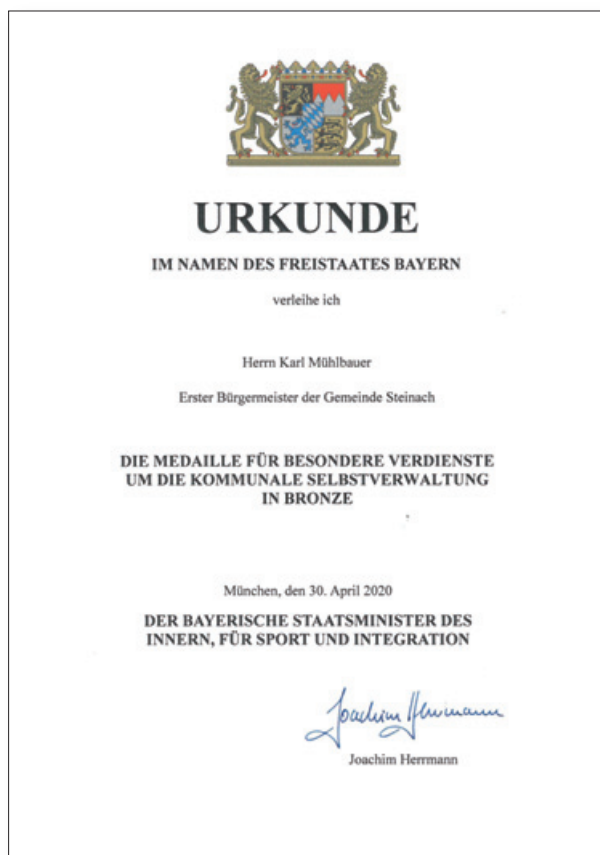 URKUNDE
IM NAMEN DES FREISTAATES BAYERN
verleihe ich
Herrn Karl Mühlbauer
Erster Bürgermeister der Gemeinde Steinach
DIE MEDAILLE FÜR BESONDERE VERDIENSTE
UM DIE KOMMUNALE SELBSTVERWALTUNG
IN BRONZE
München, den 30. April 2020
DER BAYERISCHE STAATSMINISTER DES
INNERN, FÜR SPORT UND INTEGRATION
Joachim Herrmann
Joachim Herrmann